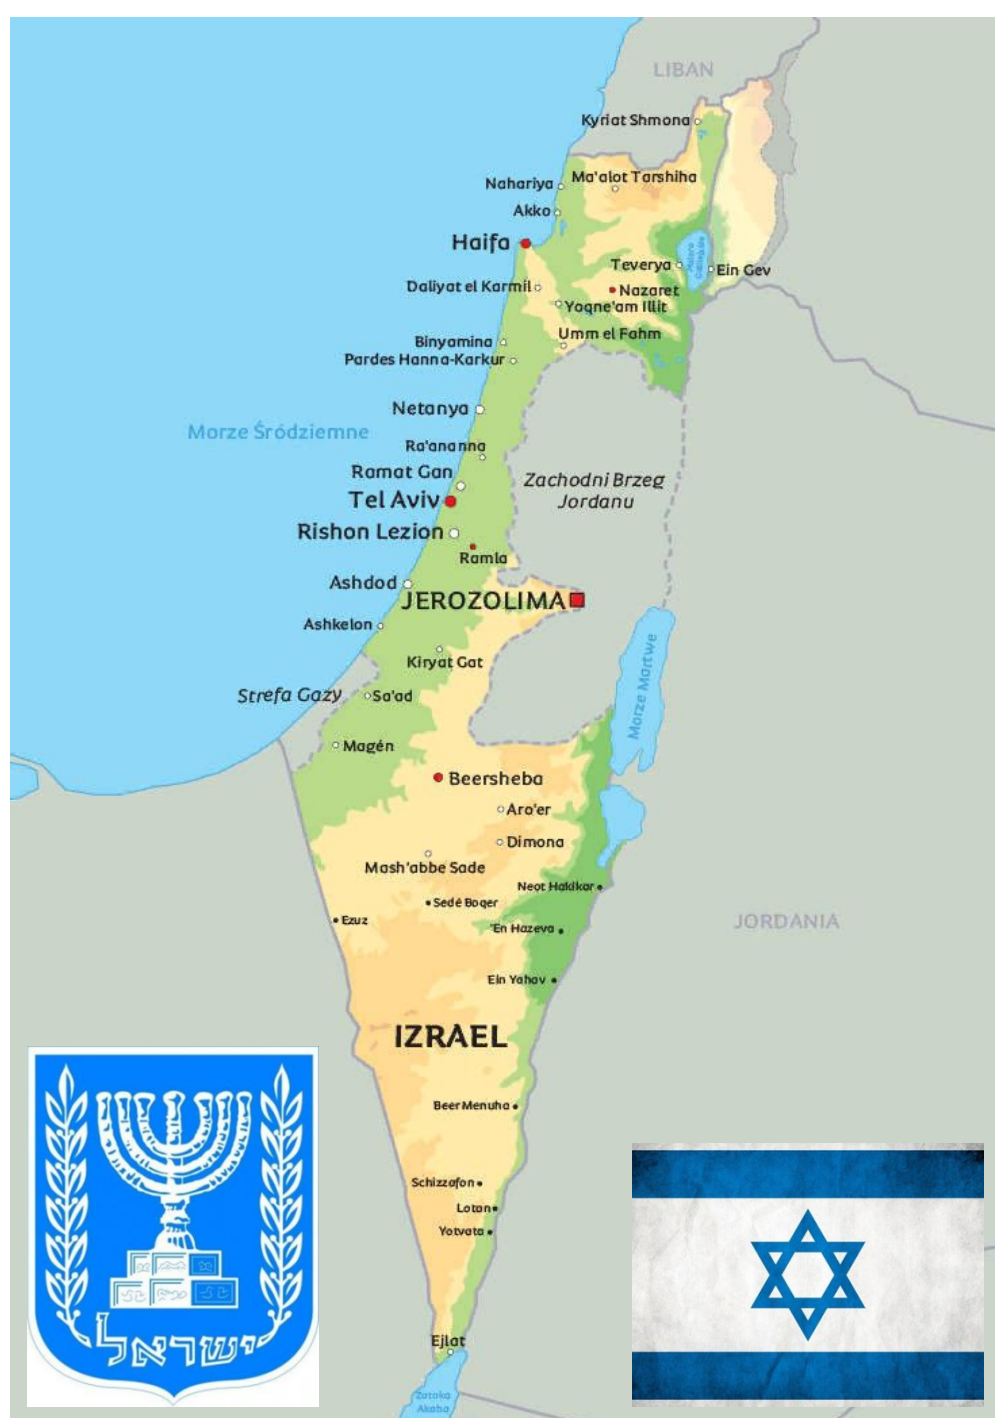 LIBAN
Kyriat Shmona
Ma'alot Tarshiha
Nahariya
Akko
Haifa
Teverya
Ein Gev
Daliyat el Karmil
Nazaret
Yoqne'am Illit
Umm el Fahm
Binyamina
Pardes Hanna-Karkur
Netanya
Morze Śródziemne
Ra'ananna
Ramat Gan
Zachodni Brzeg
Jordanu
Tel Aviv
Rishon Lezion
Ramla
Ashdod
JEROZOLIMA
Ashkelon
Kiryat Gat
Morze Martwe
Strefa Gazy
Sa'ad
Magén
Beersheba
Aro'er
Dimona
Mash'abbe Sade
Neot Hakikar
Sedé Boqer
Ezuz
'En Hazeva
JORDANIA
Ein Yahav
IZRAEL
Beer Menuha
Schizzafon
Lotan
Yotvata
ישראל
Ejlat
Zatoka
Akaba